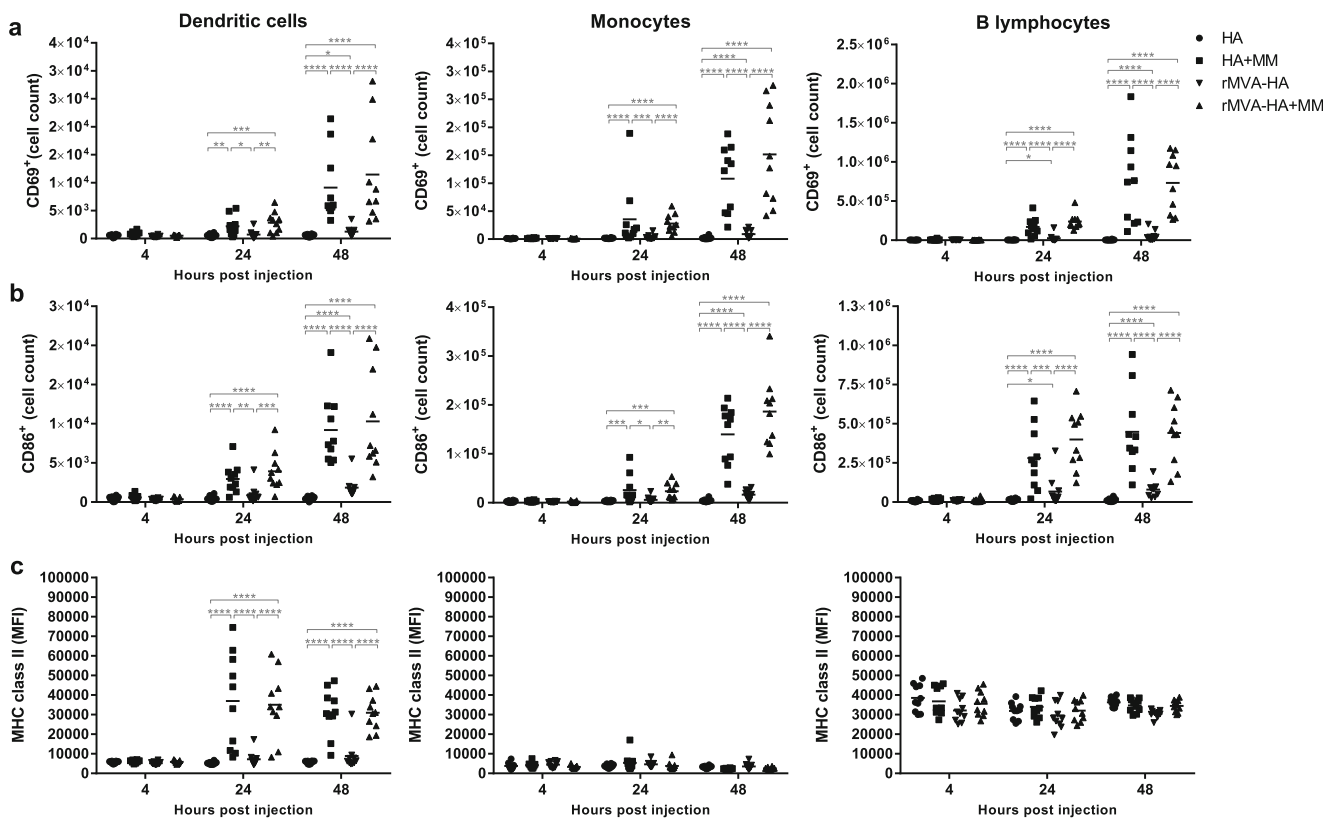 a
Dendritic cells
Monocytes
B lymphocytes
HA
HA+MM
rMVA-HA
rMVA-HA+MM
CD69⁺ (cell count)
4×10⁴
3×10⁴
3×10⁴
2×10⁴
2×10⁴
1×10⁴
5×10³
0
*** 
** * **
****
*
**** **** ****
4 24 48
Hours post injection
CD69⁺ (cell count)
4×10⁵
3×10⁵
3×10⁵
2×10⁵
2×10⁵
1×10⁵
5×10⁴
0
****
**** *** ****
****
****
**** **** ****
4 24 48
Hours post injection
CD69⁺ (cell count)
2.5×10⁶
2.0×10⁶
1.5×10⁶
1.0×10⁶
5.0×10⁵
0
****
**** **** ****
*
****
****
**** **** ****
4 24 48
Hours post injection
b
CD86⁺ (cell count)
3×10⁴
2×10⁴
2×10⁴
1×10⁴
5×10³
0
****
**** ** ***
****
****
**** **** ****
4 24 48
Hours post injection
CD86⁺ (cell count)
4×10⁵
3×10⁵
2×10⁵
1×10⁵
0
***
*** * **
****
****
**** **** ****
4 24 48
Hours post injection
CD86⁺ (cell count)
1.3×10⁶
1.0×10⁶
7.5×10⁵
5.0×10⁵
2.5×10⁵
0
****
**** *** ****
*
****
****
**** **** ****
4 24 48
Hours post injection
c
MHC class II (MFI)
100000
90000
80000
70000
60000
50000
40000
30000
20000
10000
0
****
**** **** ****
****
**** **** ****
4 24 48
Hours post injection
MHC class II (MFI)
100000
90000
80000
70000
60000
50000
40000
30000
20000
10000
0
4 24 48
Hours post injection
MHC class II (MFI)
100000
90000
80000
70000
60000
50000
40000
30000
20000
10000
0
4 24 48
Hours post injection